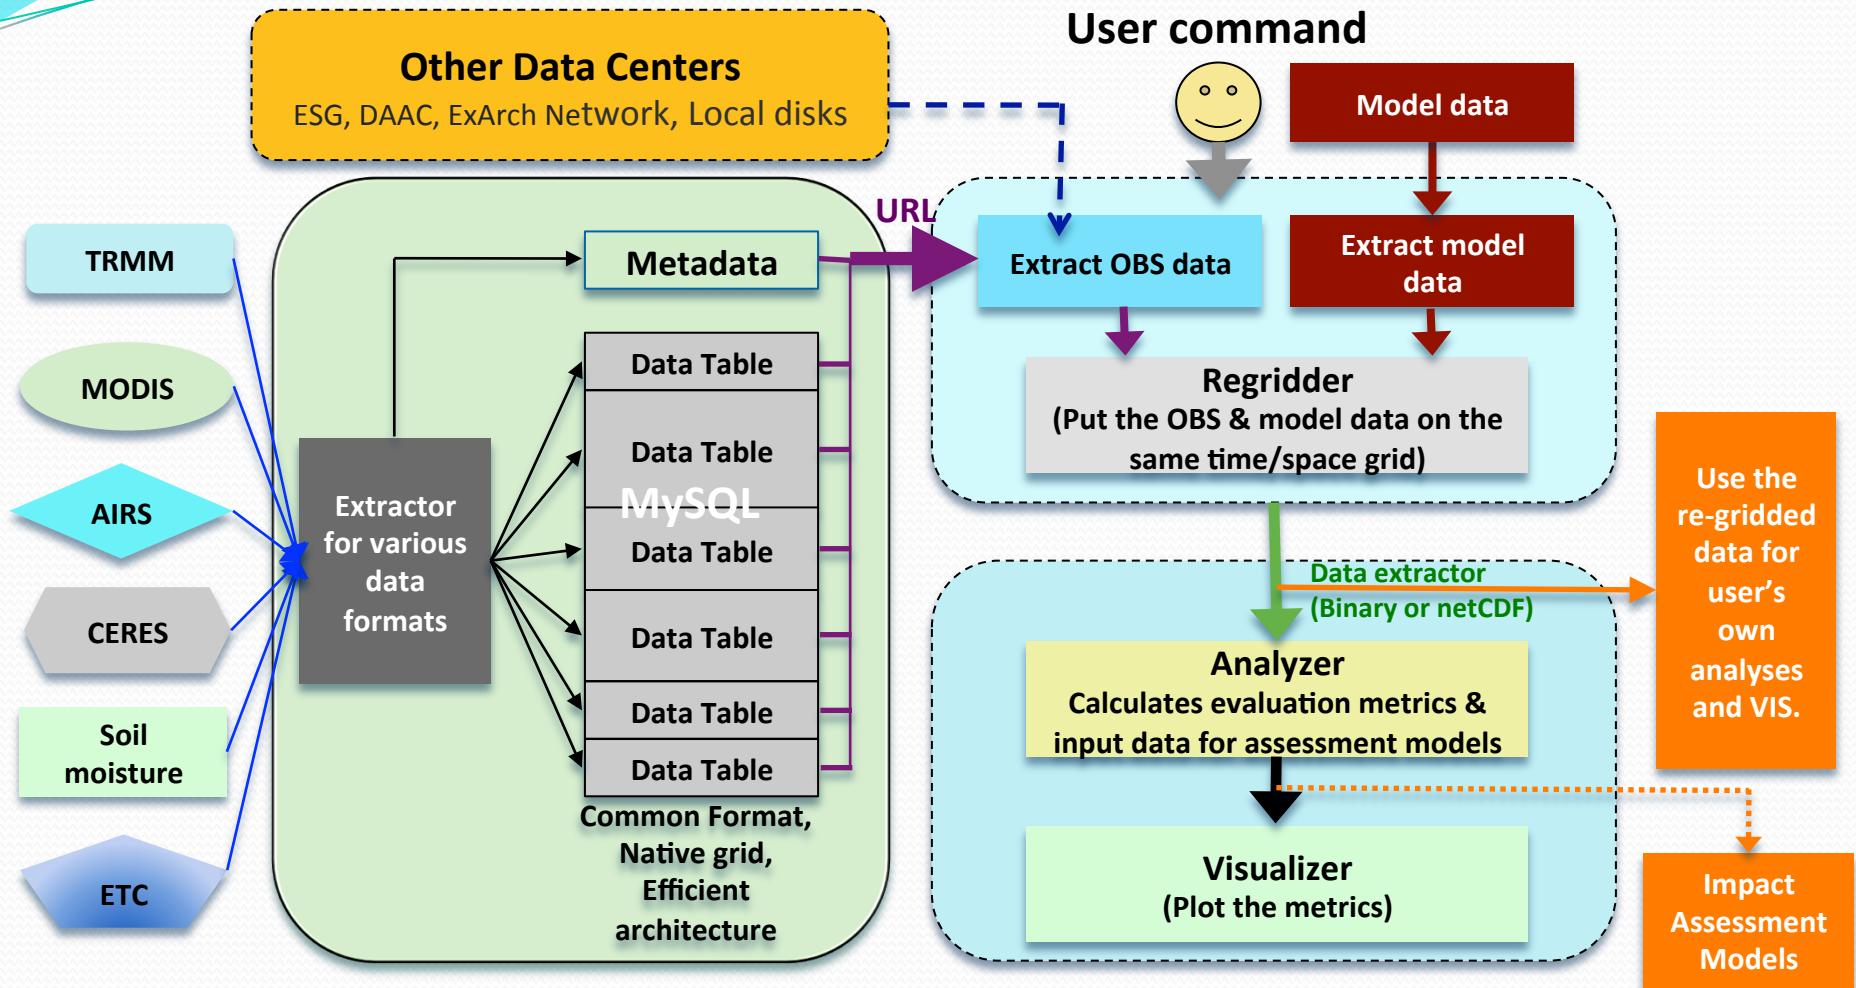 User command
Other Data Centers
ESG, DAAC, ExArch Network, Local disks
Model data
TRMM
MODIS
AIRS
CERES
Soil
moisture
ETC
Extractor
for various
data
formats
Metadata
Data Table
Data Table
MySQL
Data Table
Data Table
Data Table
Data Table
Common Format,
Native grid,
Efficient
architecture
URL
Extract OBS data
Extract model
data
Regridder
(Put the OBS & model data on the
same time/space grid)
Data extractor
(Binary or netCDF)
Analyzer
Calculates evaluation metrics &
input data for assessment models
Visualizer
(Plot the metrics)
Use the
re-gridded
data for
user's
own
analyses
and VIS.
Impact
Assessment
Models